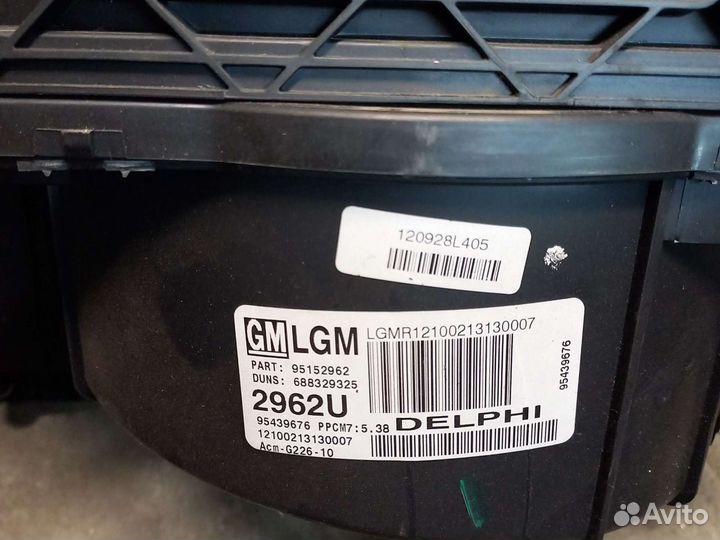 120928L405
GM LGM LGMR12100213130007
PART: 95152962
DUNS: 688329325
2962U
95439676 PPCM7:5.38 DELPHI
12100213130007
Acm-G226-10
95439676
Avito